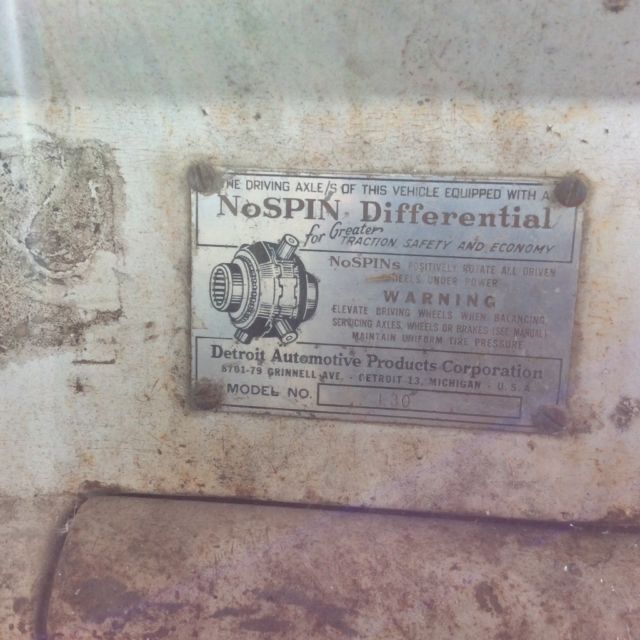 THE DRIVING AXLE/S OF THIS VEHICLE EQUIPPED WITH A
NoSPIN Differential
for Greater
TRACTION SAFETY AND ECONOMY
NoSPINs POSITIVELY ROTATE ALL DRIVEN
WHEELS UNDER POWER
WARNING
ELEVATE DRIVING WHEELS WHEN BALANCING,
SERVICING AXLES, WHEELS OR BRAKES (SEE MANUAL)
MAINTAIN UNIFORM TIRE PRESSURE
Detroit Automotive Products Corporation
8701-79 GRINNELL AVE. - DETROIT 13, MICHIGAN - U.S.A.
MODEL NO. 130